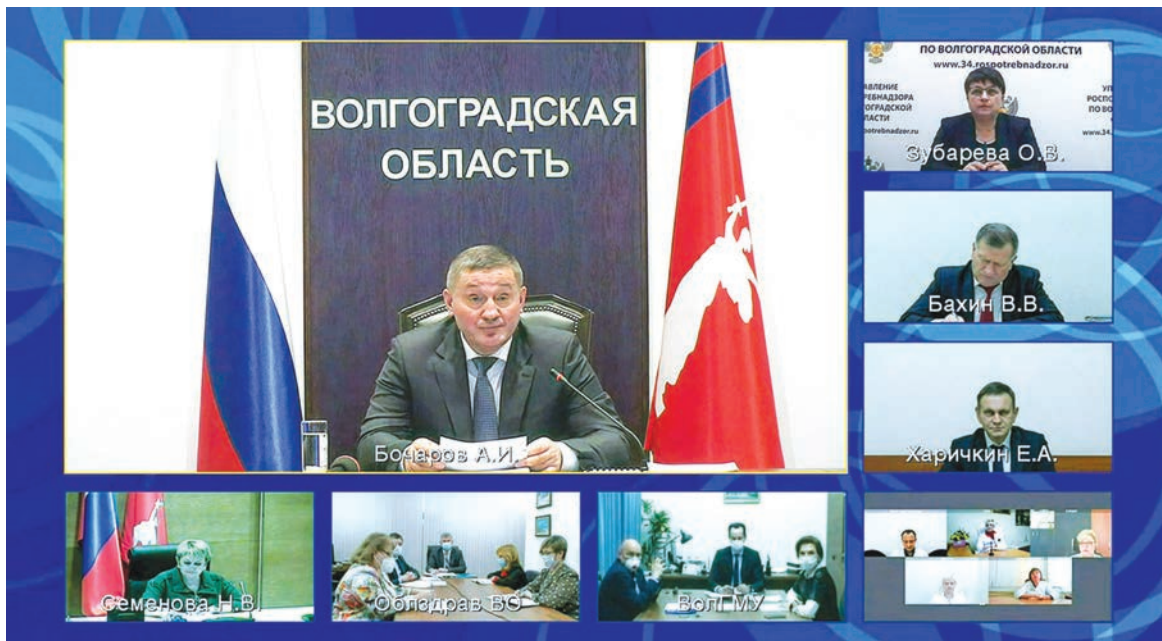 ВОЛГОГРАДСКАЯ
ОБЛАСТЬ
Бочаров А.И.
ПО ВОЛГОГРАДСКОЙ ОБЛАСТИ
www.34.rospotrebnadzor.ru
Зубарева О.В.
Бахин В.В.
Харичкин Е.А.
Семенова Н.В.
Облздрав ВО
ВолГМУ